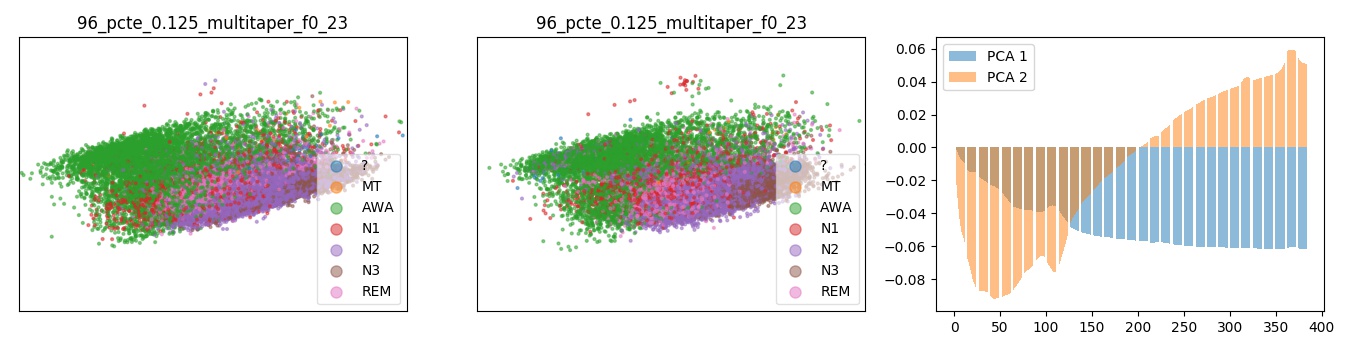 96_pcte_0.125_multitaper_f0_23
?
MT
AWA
N1
N2
N3
REM
96_pcte_0.125_multitaper_f0_23
?
MT
AWA
N1
N2
N3
REM
PCA 1
PCA 2
0.06
0.04
0.02
0.00
−0.02
−0.04
−0.06
−0.08
0 50 100 150 200 250 300 350 400